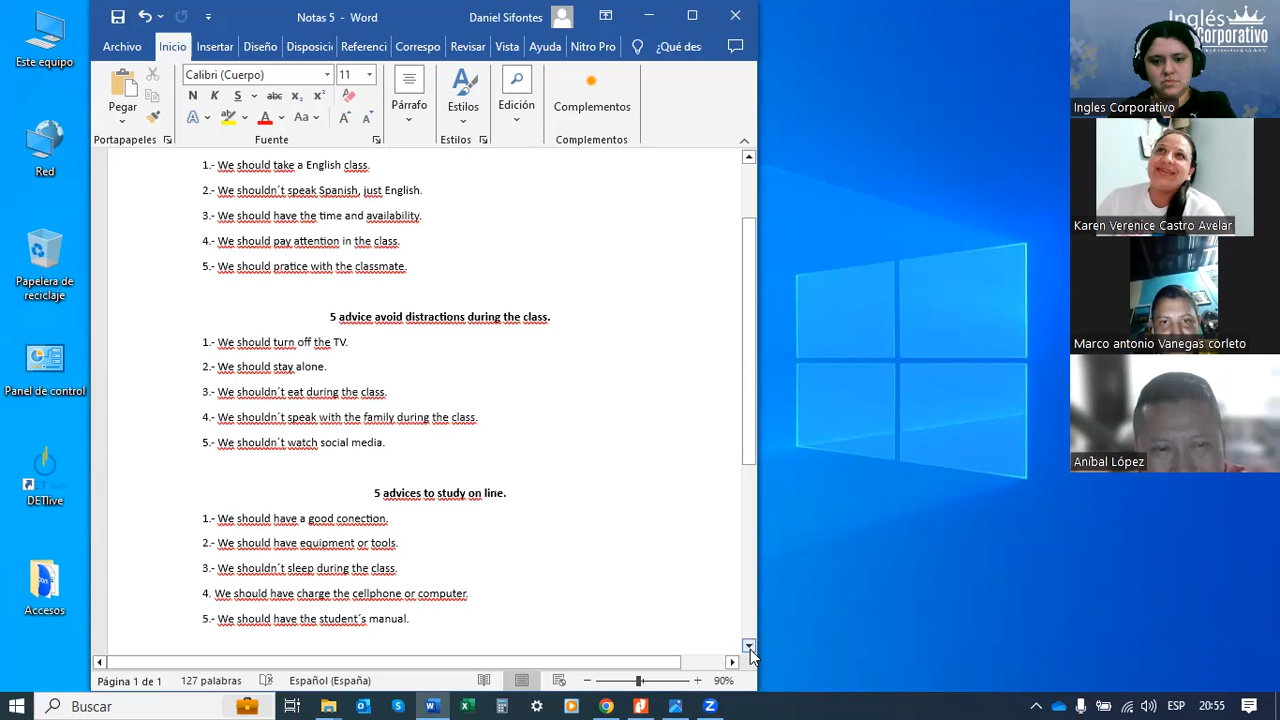 Notas 5 - Word
Daniel Sifontes
Archivo Inicio Insertar Diseño Disposici Referenci Correspo Revisar Vista Ayuda Nitro Pro ¿Qué des
Pegar
Calibri (Cuerpo) 11
N K S abc x₂ x²
A A Aa A A
Párrafo
Estilos
Edición
Complementos
Portapapeles Fuente Estilos Complementos
1.- We should take a English class.
2.- We shouldn´t speak Spanish, just English.
3.- We should have the time and availability.
4.- We should pay attention in the class.
5.- We should pratice with the classmate.
5 advice avoid distractions during the class.
1.- We should turn off the TV.
2.- We should stay alone.
3.- We shouldn´t eat during the class.
4.- We shouldn´t speak with the family during the class.
5.- We shouldn´t watch social media.
5 advices to study on line.
1.- We should have a good conection.
2.- We should have equipment or tools.
3.- We shouldn´t sleep during the class.
4. We should have charge the cellphone or computer.
5.- We should have the student´s manual.
Página 1 de 1 127 palabras Español (España) 90%
Este equipo
Red
Papelera de
reciclaje
Panel de control
DETlive
Accesos
Buscar
ESP 20:55
Inglés
Corporativo
Ingles Corporativo
Karen Verenice Castro Avelar
Marco antonio Vanegas corleto
Aníbal López